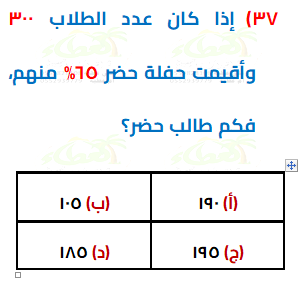 ٣٧) إذا كان عدد الطلاب ٣٠٠
وأقيمت حفلة حضر ٦٥% منهم،
فكم طالب حضر؟
(أ) ١٩٠ (ب) ١٠٥
(ج) ١٩٥ (د) ١٨٥